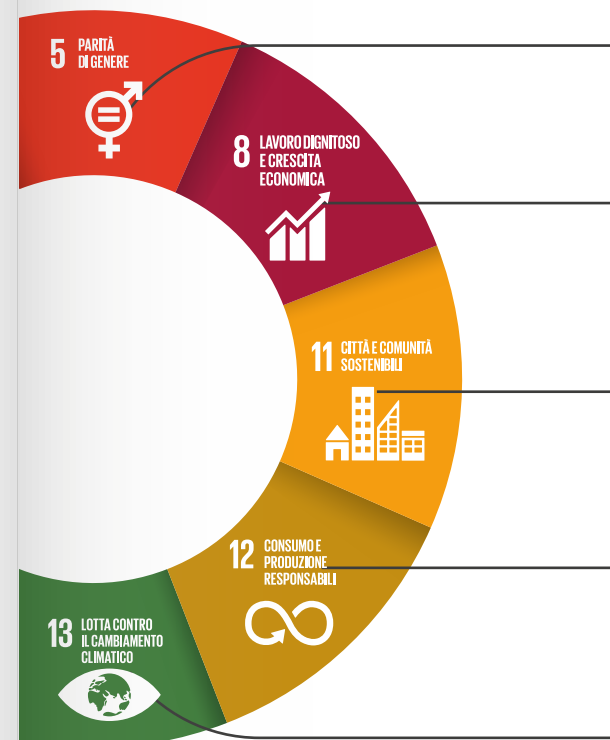 5 PARITÀ
DI GENERE
8 LAVORO DIGNITOSO
E CRESCITA
ECONOMICA
11 CITTÀ E COMUNITÀ
SOSTENIBILI
12 CONSUMO E
PRODUZIONE
RESPONSABILI
13 LOTTA CONTRO
IL CAMBIAMENTO
CLIMATICO